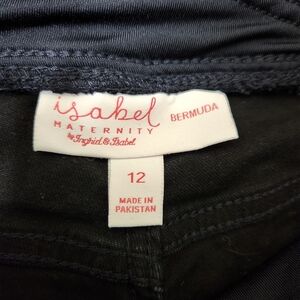 isabel BERMUDA
MATERNITY
by Ingrid & Isabel
12
MADE IN
PAKISTAN